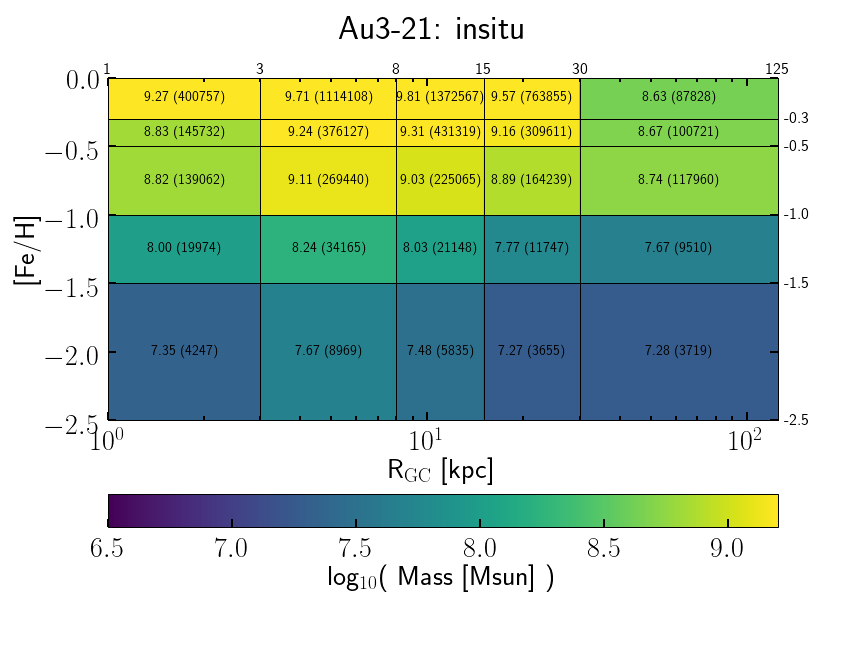 Au3-21: insitu
1 3 8 15 30 125
0.0
9.27 (400757) 9.71 (1114108) 9.81 (1372567) 9.57 (763855) 8.63 (87828)
-0.3
8.83 (145732) 9.24 (376127) 9.31 (431319) 9.16 (309611) 8.67 (100721)
−0.5 -0.5
8.82 (139062) 9.11 (269440) 9.03 (225065) 8.89 (164239) 8.74 (117960)
−1.0 -1.0
[Fe/H]
8.00 (19974) 8.24 (34165) 8.03 (21148) 7.77 (11747) 7.67 (9510)
−1.5 -1.5
7.35 (4247) 7.67 (8969) 7.48 (5835) 7.27 (3655) 7.28 (3719)
−2.0
−2.5 -2.5
10⁰ 10¹ 10²
R_GC [kpc]
6.5 7.0 7.5 8.0 8.5 9.0
log₁₀( Mass [Msun] )